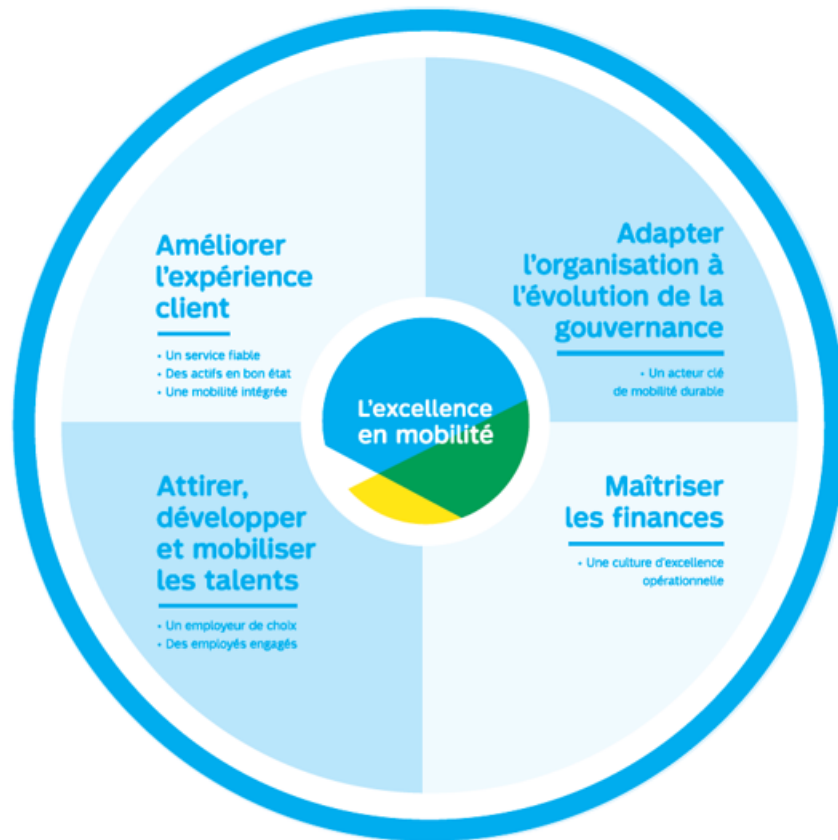 Améliorer
l'expérience
client
• Un service fiable
• Des actifs en bon état
• Une mobilité intégrée
Adapter
l'organisation à
l'évolution de la
gouvernance
• Un acteur clé
de mobilité durable
L'excellence
en mobilité
Attirer,
développer
et mobiliser
les talents
• Un employeur de choix
• Des employés engagés
Maîtriser
les finances
• Une culture d'excellence
opérationnelle